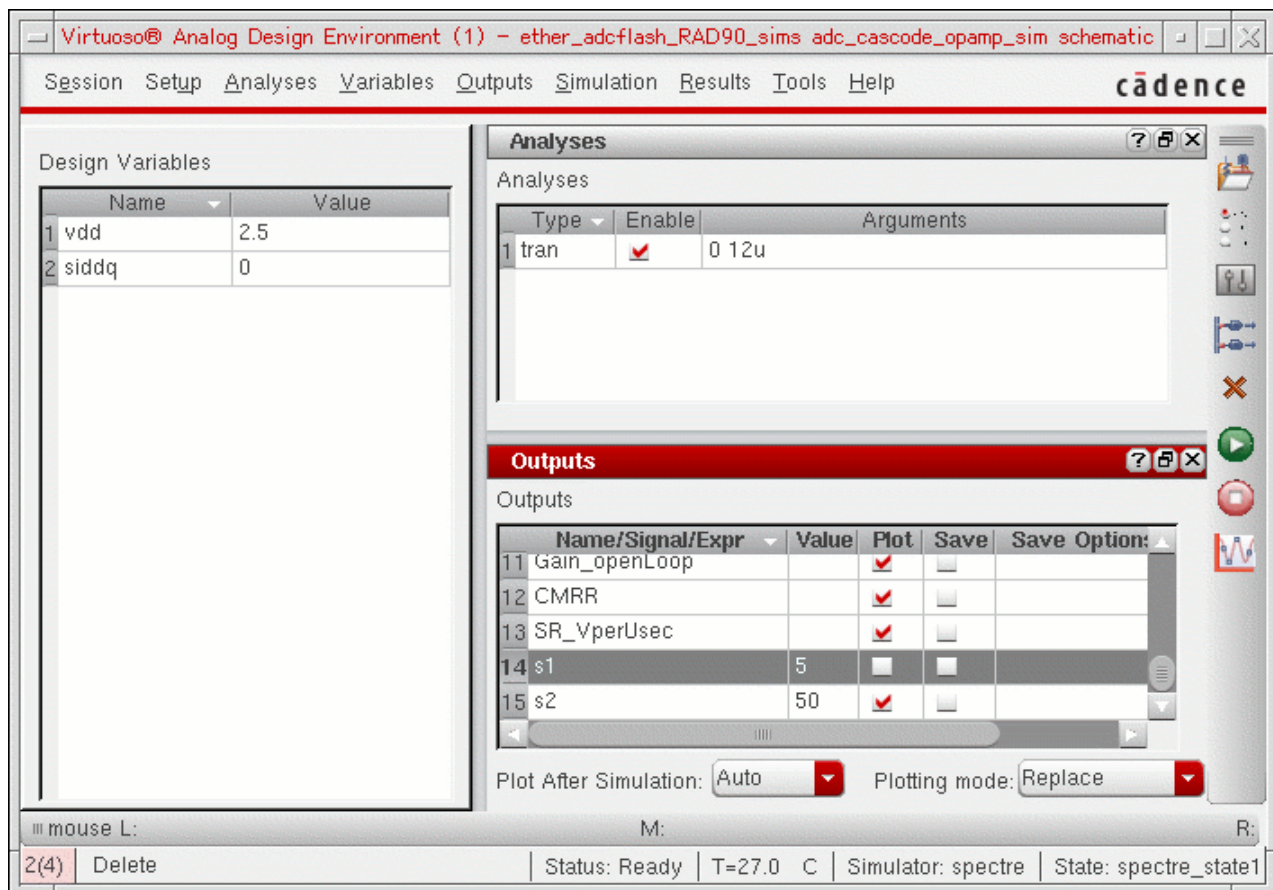 Virtuoso® Analog Design Environment (1) - ether_adcflash_RAD90_sims adc_cascode_opamp_sim schematic
Session Setup Analyses Variables Outputs Simulation Results Tools Help cādence
Design Variables
Name Value
1 vdd 2.5
2 siddq 0
Analyses
Analyses
Type Enable Arguments
1 tran 0 12u
Outputs
Outputs
Name/Signal/Expr Value Plot Save Save Options
11 Gain_openLoop
12 CMRR
13 SR_VperUsec
14 s1 5
15 s2 50
Plot After Simulation: Auto Plotting mode: Replace
mouse L: M: R:
2(4) Delete Status: Ready T=27.0 C Simulator: spectre State: spectre_state1